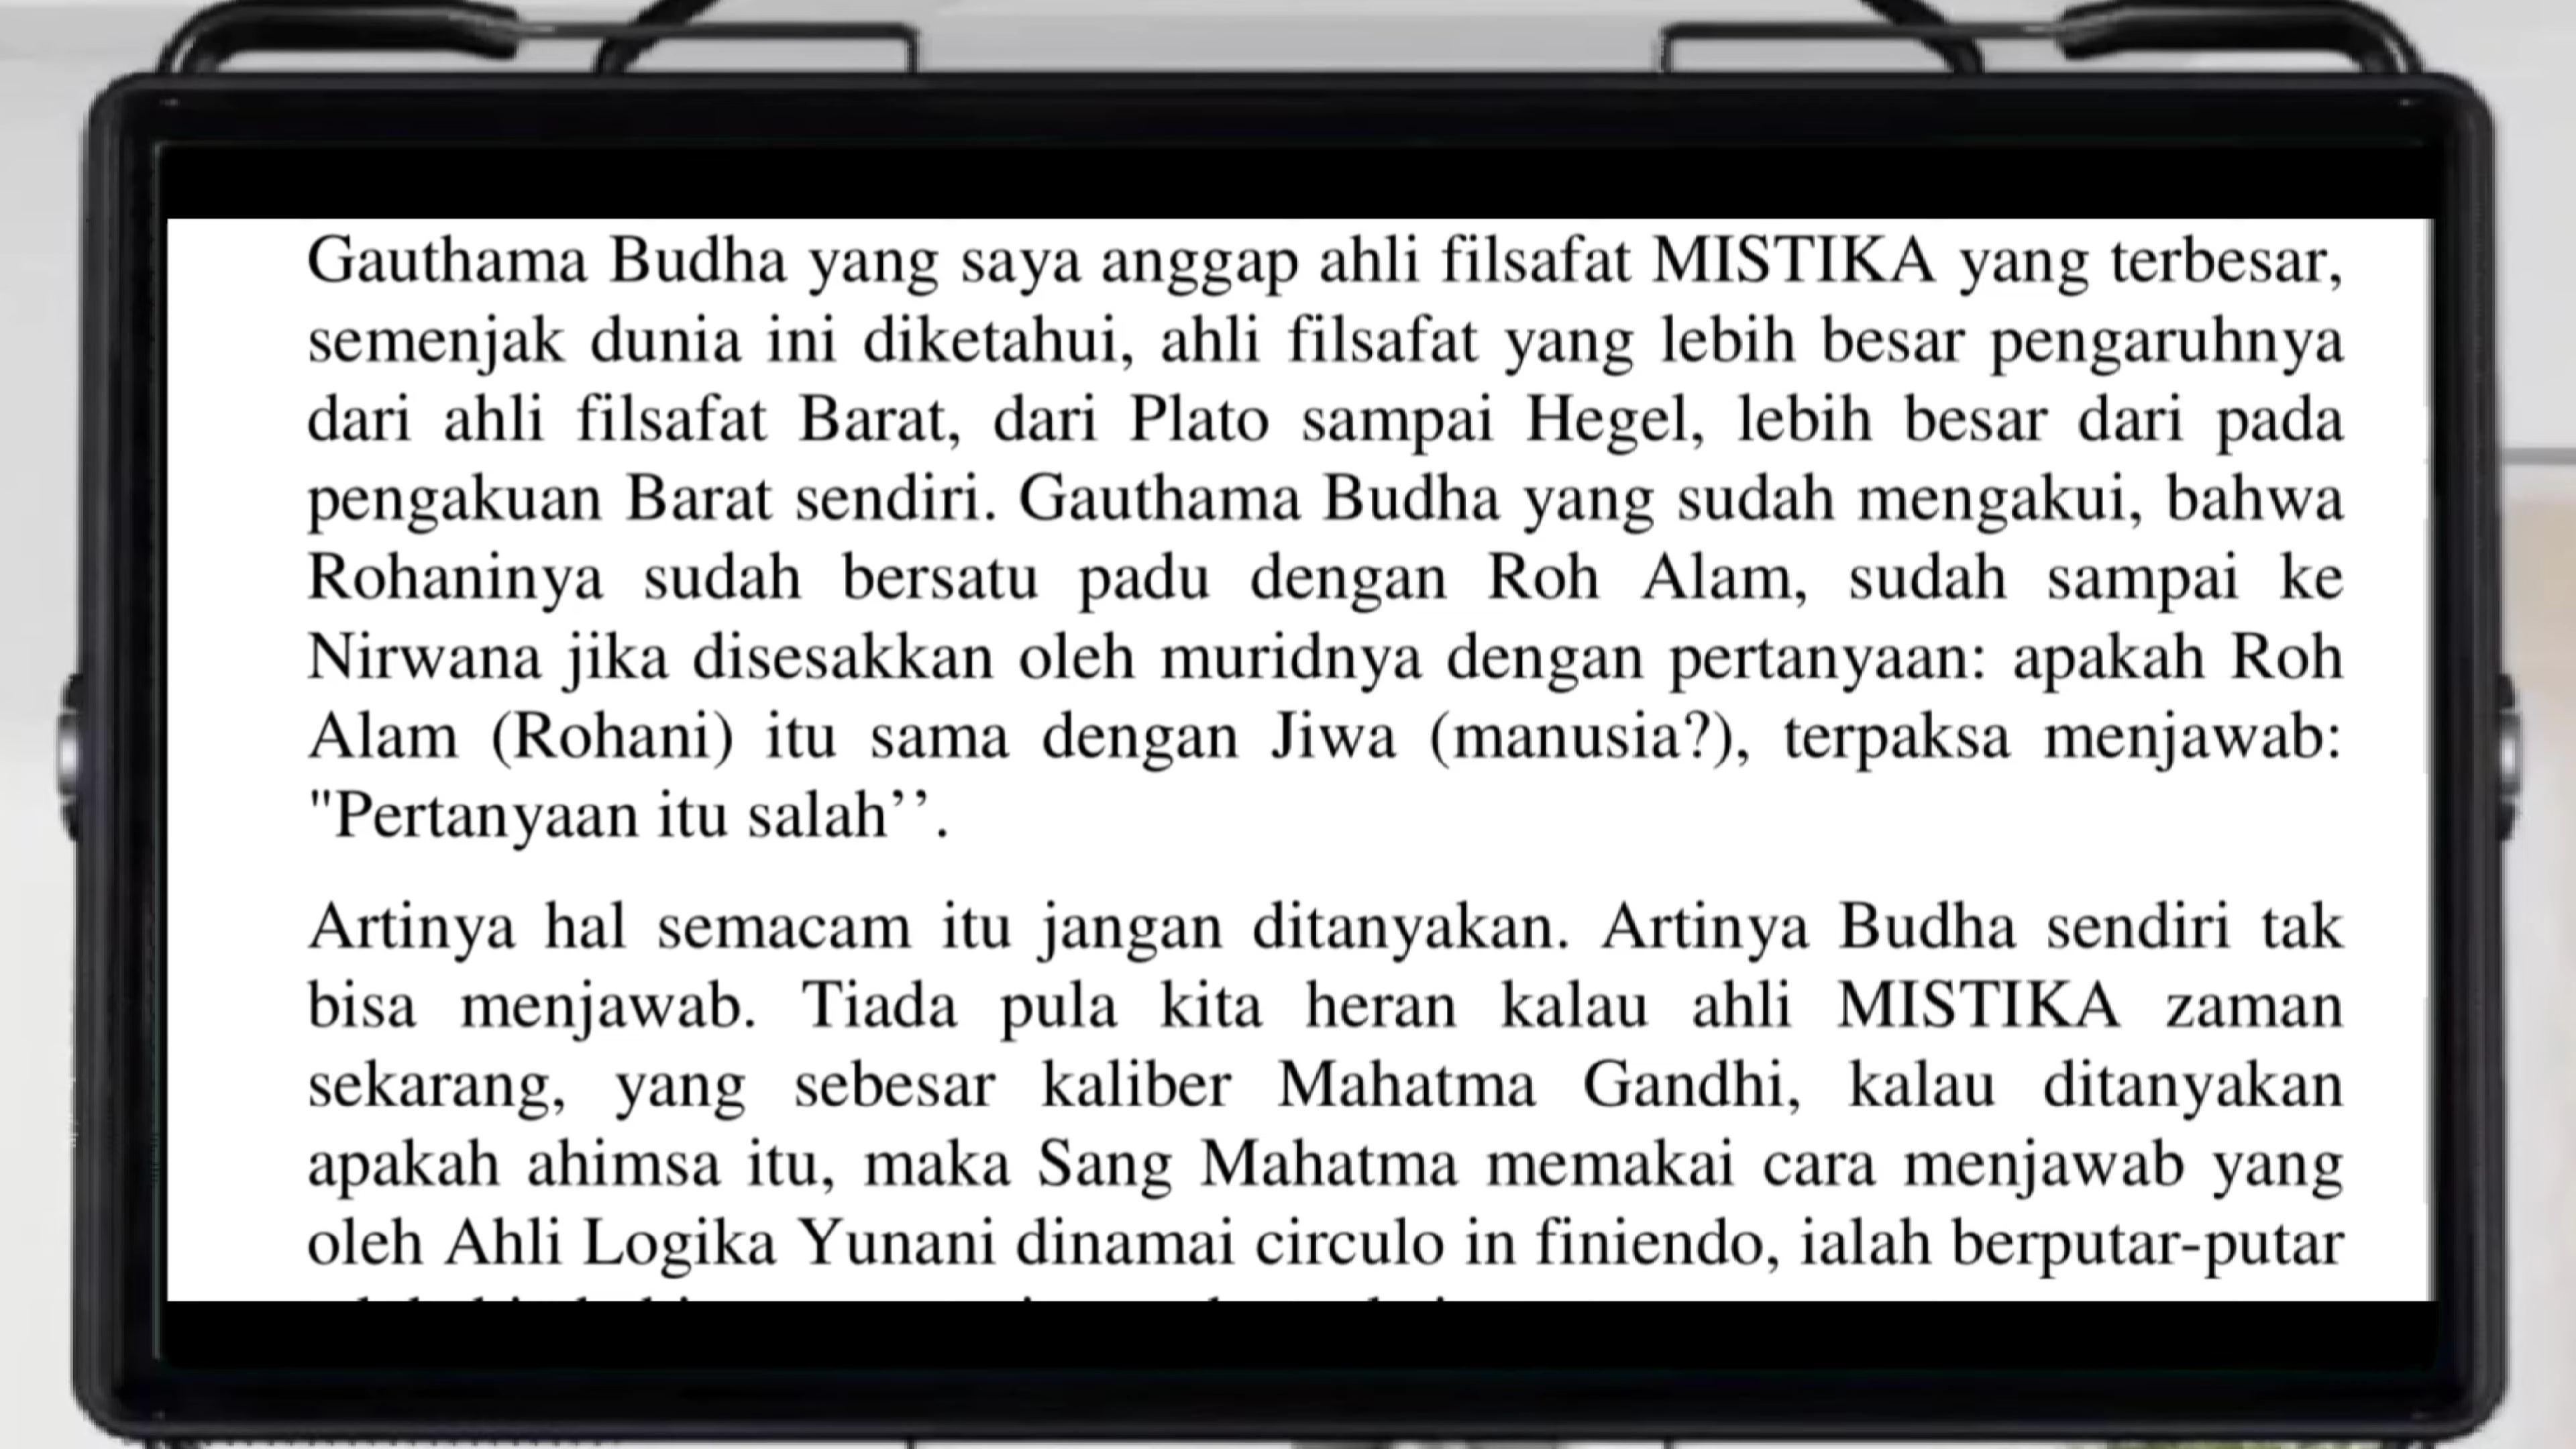 Gauthama Budha yang saya anggap ahli filsafat MISTIKA yang terbesar,
semenjak dunia ini diketahui, ahli filsafat yang lebih besar pengaruhnya
dari ahli filsafat Barat, dari Plato sampai Hegel, lebih besar dari pada
pengakuan Barat sendiri. Gauthama Budha yang sudah mengakui, bahwa
Rohaninya sudah bersatu padu dengan Roh Alam, sudah sampai ke
Nirwana jika disesakkan oleh muridnya dengan pertanyaan: apakah Roh
Alam (Rohani) itu sama dengan Jiwa (manusia?), terpaksa menjawab:
"Pertanyaan itu salah’’.
Artinya hal semacam itu jangan ditanyakan. Artinya Budha sendiri tak
bisa menjawab. Tiada pula kita heran kalau ahli MISTIKA zaman
sekarang, yang sebesar kaliber Mahatma Gandhi, kalau ditanyakan
apakah ahimsa itu, maka Sang Mahatma memakai cara menjawab yang
oleh Ahli Logika Yunani dinamai circulo in finiendo, ialah berputar-putar